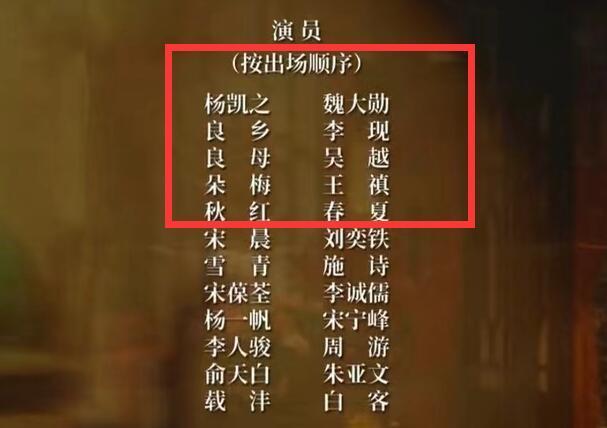 演员
（按出场顺序）
杨凯之 魏大勋
良乡 李现
良母 吴越
朵梅 王禛
秋红 春夏
宋晨 刘奕铁
雪青 施诗
宋葆荃 李诚儒
杨一帆 宋宁峰
李人骏 周游
俞天白 朱亚文
载沣 白客